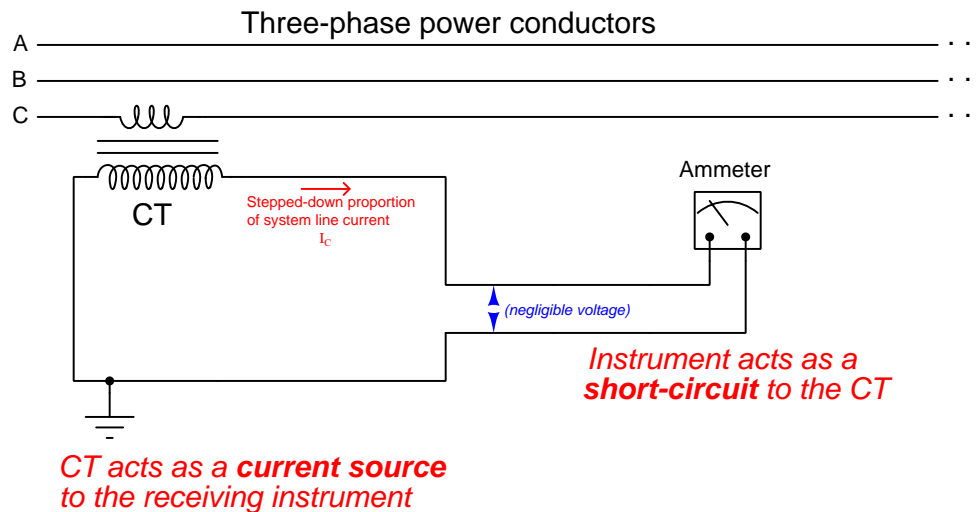 Three-phase power conductors
A
B
C
CT
Stepped-down proportion
of system line current
I_C
Ammeter
(negligible voltage)
Instrument acts as a
short-circuit to the CT
CT acts as a current source
to the receiving instrument